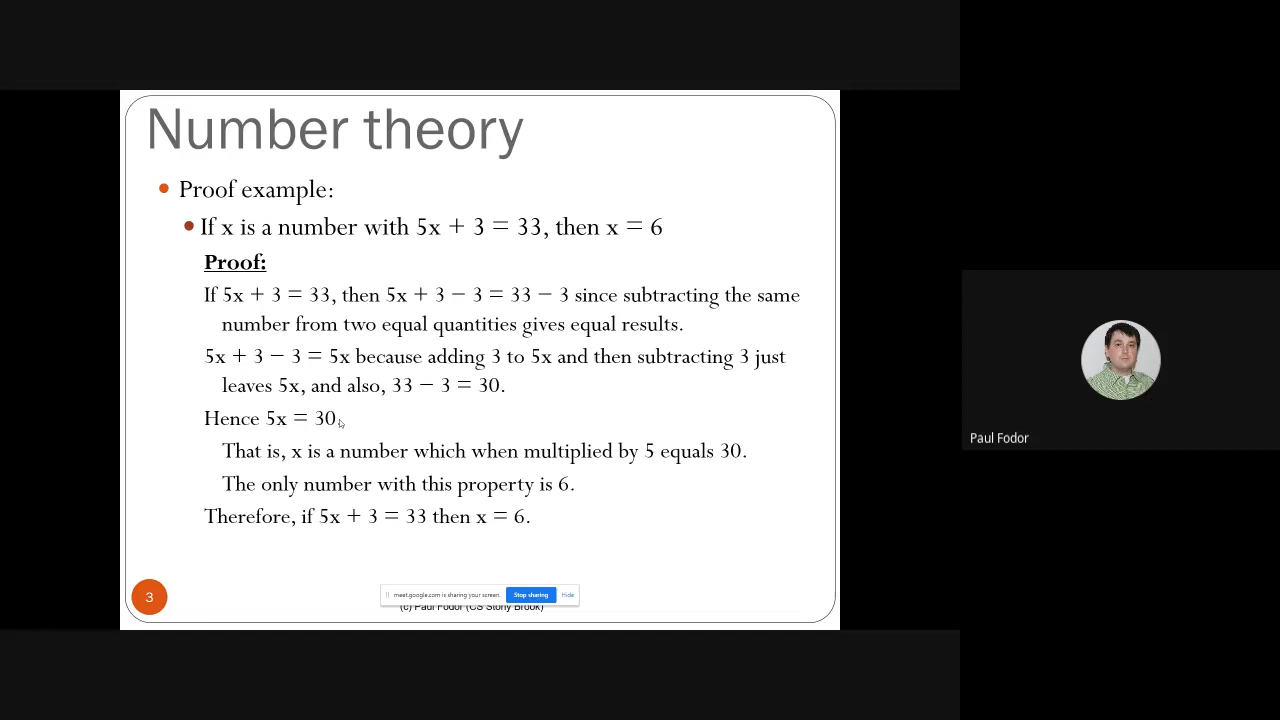 Number theory
Proof example:
If x is a number with 5x + 3 = 33, then x = 6
Proof:
If 5x + 3 = 33, then 5x + 3 − 3 = 33 − 3 since subtracting the same
number from two equal quantities gives equal results.
5x + 3 − 3 = 5x because adding 3 to 5x and then subtracting 3 just
leaves 5x, and also, 33 − 3 = 30.
Hence 5x = 30.
That is, x is a number which when multiplied by 5 equals 30.
The only number with this property is 6.
Therefore, if 5x + 3 = 33 then x = 6.
3
meet.google.com is sharing your screen. Stop sharing Hide
(c) Paul Fodor (CS Stony Brook)
Paul Fodor